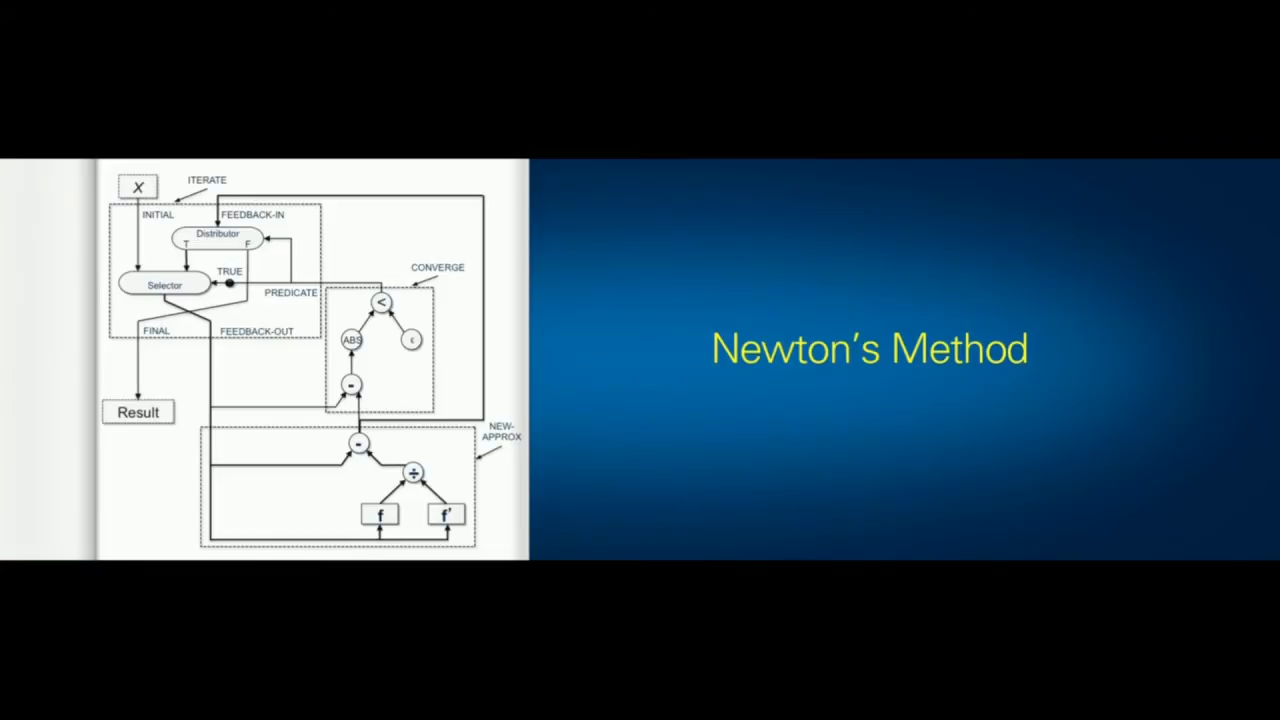 X
ITERATE
INITIAL
FEEDBACK-IN
Distributor
T
F
TRUE
Selector
PREDICATE
CONVERGE
<
ABS
ε
FINAL
FEEDBACK-OUT
-
Result
NEW-
APPROX
-
÷
f
f'
Newton's Method